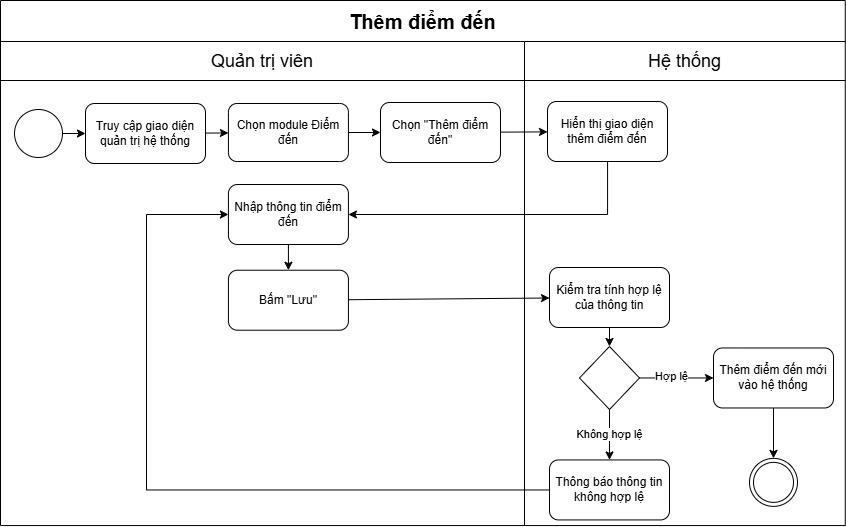 Thêm điểm đến
Quản trị viên
Hệ thống
Truy cập giao diện
quản trị hệ thống
Chọn module Điểm
đến
Chọn "Thêm điểm
đến"
Hiển thị giao diện
thêm điểm đến
Nhập thông tin điểm
đến
Bấm "Lưu"
Kiểm tra tính hợp lệ
của thông tin
Hợp lệ
Thêm điểm đến mới
vào hệ thống
Không hợp lệ
Thông báo thông tin
không hợp lệ